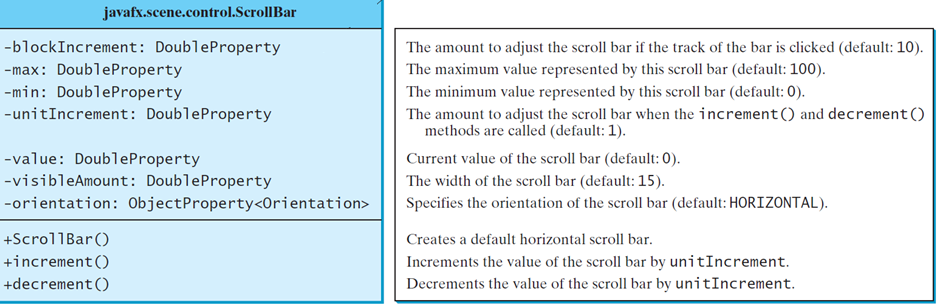 javafx.scene.control.ScrollBar
-blockIncrement: DoubleProperty
The amount to adjust the scroll bar if the track of the bar is clicked (default: 10).
-max: DoubleProperty
The maximum value represented by this scroll bar (default: 100).
-min: DoubleProperty
The minimum value represented by this scroll bar (default: 0).
-unitIncrement: DoubleProperty
The amount to adjust the scroll bar when the increment() and decrement()
methods are called (default: 1).
-value: DoubleProperty
Current value of the scroll bar (default: 0).
-visibleAmount: DoubleProperty
The width of the scroll bar (default: 15).
-orientation: ObjectProperty<Orientation>
Specifies the orientation of the scroll bar (default: HORIZONTAL).
+ScrollBar()
Creates a default horizontal scroll bar.
+increment()
Increments the value of the scroll bar by unitIncrement.
+decrement()
Decrements the value of the scroll bar by unitIncrement.